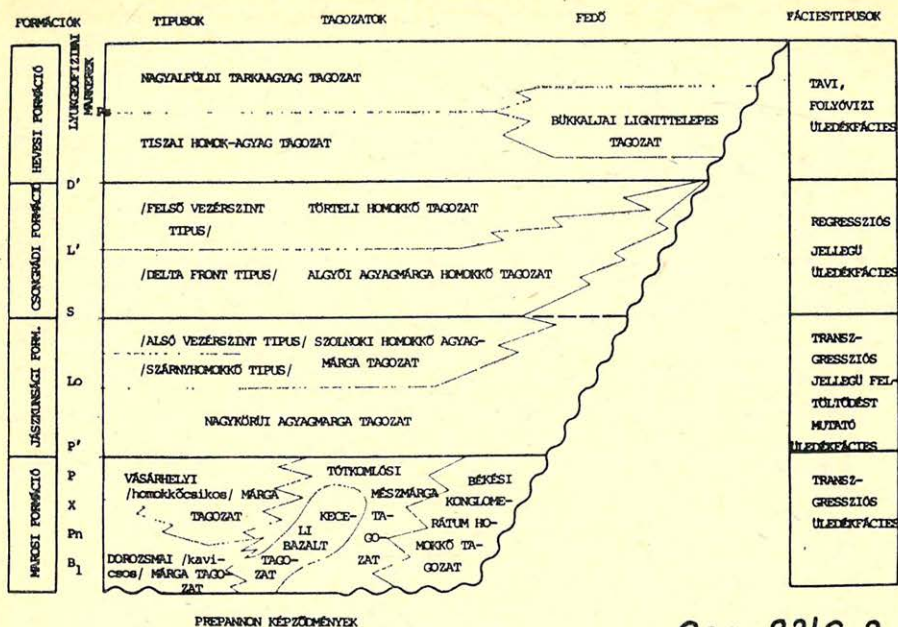 FORMÁCIÓK TIPUSOK TAGOZATOK FEDŐ FÁCIESTIPUSOK
LYUKGEOFIZIKAI MARKEREK
HEVESI FORMÁCIÓ
NAGYALFÖLDI TARKAAGYAG TAGOZAT
TISZAI HOMOK-AGYAG TAGOZAT
BÜKKALJAI LIGNITTELEPES
TAGOZAT
TAVI,
FOLYÓVIZI
ÜLEDÉKFÁCIES
D'
CSONGRÁDI FORMÁCIÓ
/FELSŐ VEZÉRSZINT
TIPUS/
TÖRTELI HOMOKKŐ TAGOZAT
L'
/DELTA FRONT TIPUS/
ALGYŐI AGYAGMÁRGA HOMOKKŐ TAGOZAT
REGRESSZIÓS
JELLEGÜ
ÜLEDÉKFÁCIES
S
JÁSZKUNSÁGI FORM.
/ALSÓ VEZÉRSZINT TIPUS/ SZOLNOKI HOMOKKŐ AGYAG-
MÁRGA TAGOZAT
/SZÁRNYHOMOKKŐ TIPUS/
Lo
NAGYKÖRÜI AGYAGMARGA TAGOZAT
P'
TRANSZ-
GRESSZIÓS
JELLEGÜ FEL-
TÖLTŐDÉST
MUTATÓ
ÜLEDÉKFÁCIES
MAROSI FORMÁCIÓ
P
X
Pn
B1
VÁSÁRHELYI
/homokkőcsikos/ MÁRGA
TAGOZAT
DOROZSMAI /kavi-
csos/ MÁRGA TAGO-
ZAT
KECE-
LI
BAZALT
TAGO-
ZAT
TÓTKOMLÓSI
MÉSZMÁRGA
TA-
GO-
ZAT
BÉKÉSI
KONGLOME-
RÁTUM HO-
MOKKŐ TA-
GOZAT
TRANSZ-
GRESSZIÓS
ÜLEDÉKFÁCIES
PREPANNON KÉPZŐDMÉNYEK